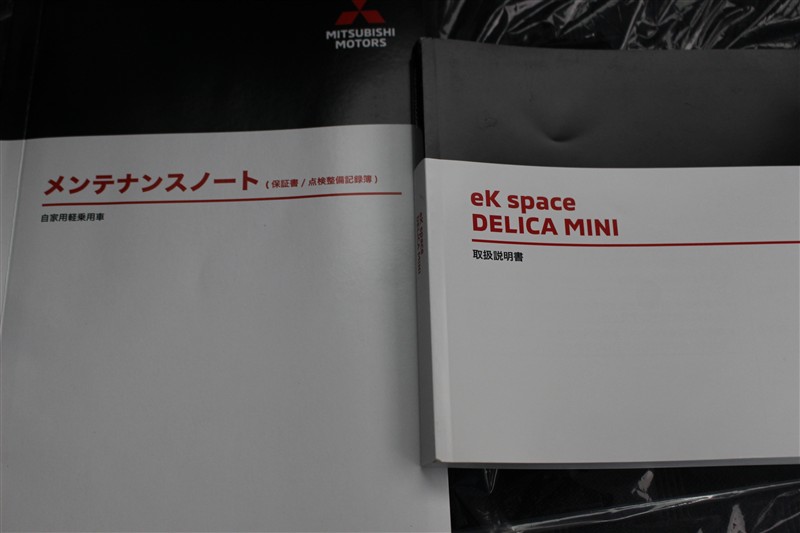 MITSUBISHI
MOTORS
メンテナンスノート (保証書 / 点検整備記録簿)
自家用軽乗用車
eK space
DELICA MINI
取扱説明書